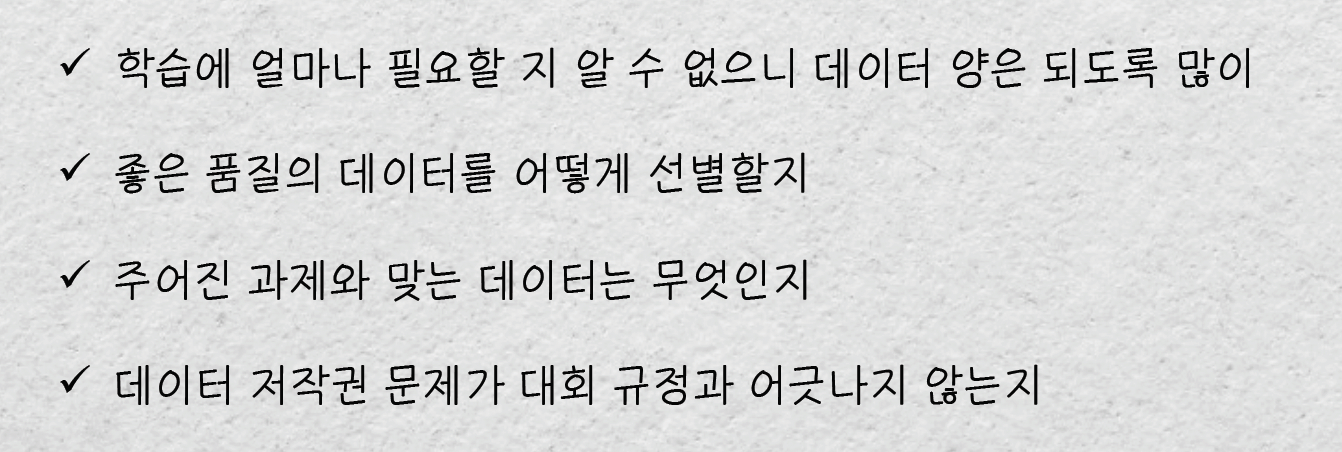 ✓ 학습에 얼마나 필요할 지 알 수 없으니 데이터 양은 되도록 많이
✓ 좋은 품질의 데이터를 어떻게 선별할지
✓ 주어진 과제와 맞는 데이터는 무엇인지
✓ 데이터 저작권 문제가 대회 규정과 어긋나지 않는지